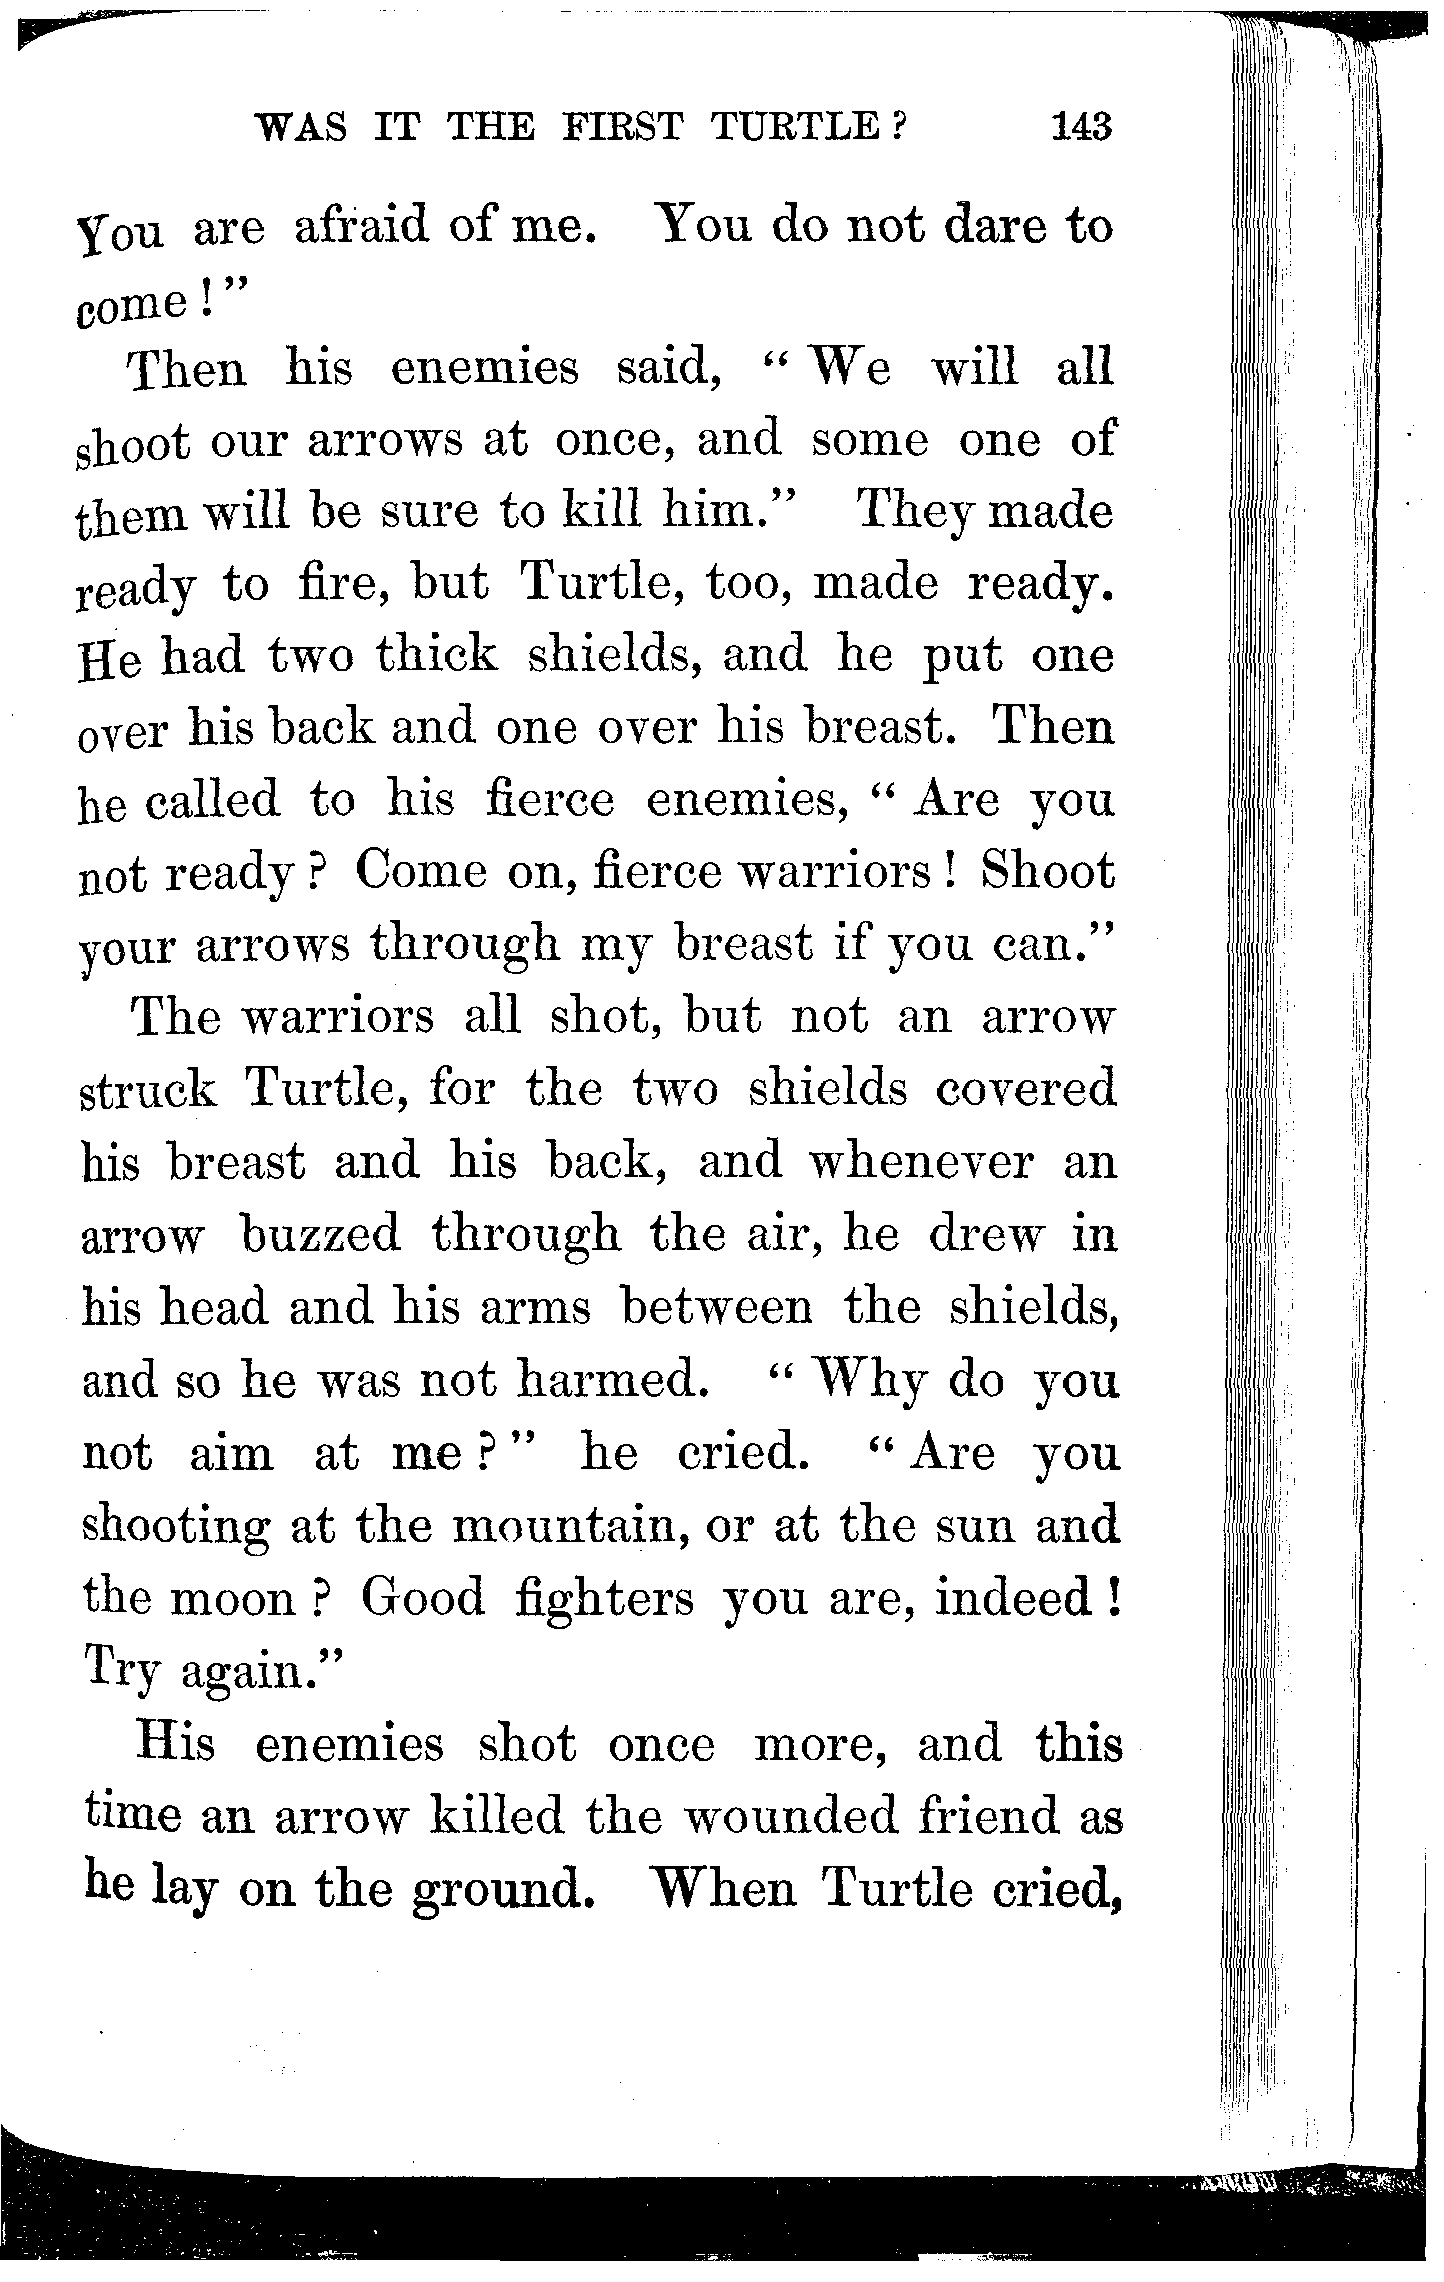 WAS IT THE FIRST TURTLE? 143
You are afraid of me. You do not dare to
come!"
Then his enemies said, "We will all
shoot our arrows at once, and some one of
them will be sure to kill him." They made
ready to fire, but Turtle, too, made ready.
He had two thick shields, and he put one
over his back and one over his breast. Then
he called to his fierce enemies, "Are you
not ready? Come on, fierce warriors! Shoot
your arrows through my breast if you can."
The warriors all shot, but not an arrow
struck Turtle, for the two shields covered
his breast and his back, and whenever an
arrow buzzed through the air, he drew in
his head and his arms between the shields,
and so he was not harmed. "Why do you
not aim at me?" he cried. "Are you
shooting at the mountain, or at the sun and
the moon? Good fighters you are, indeed!
Try again."
His enemies shot once more, and this
time an arrow killed the wounded friend as
he lay on the ground. When Turtle cried,